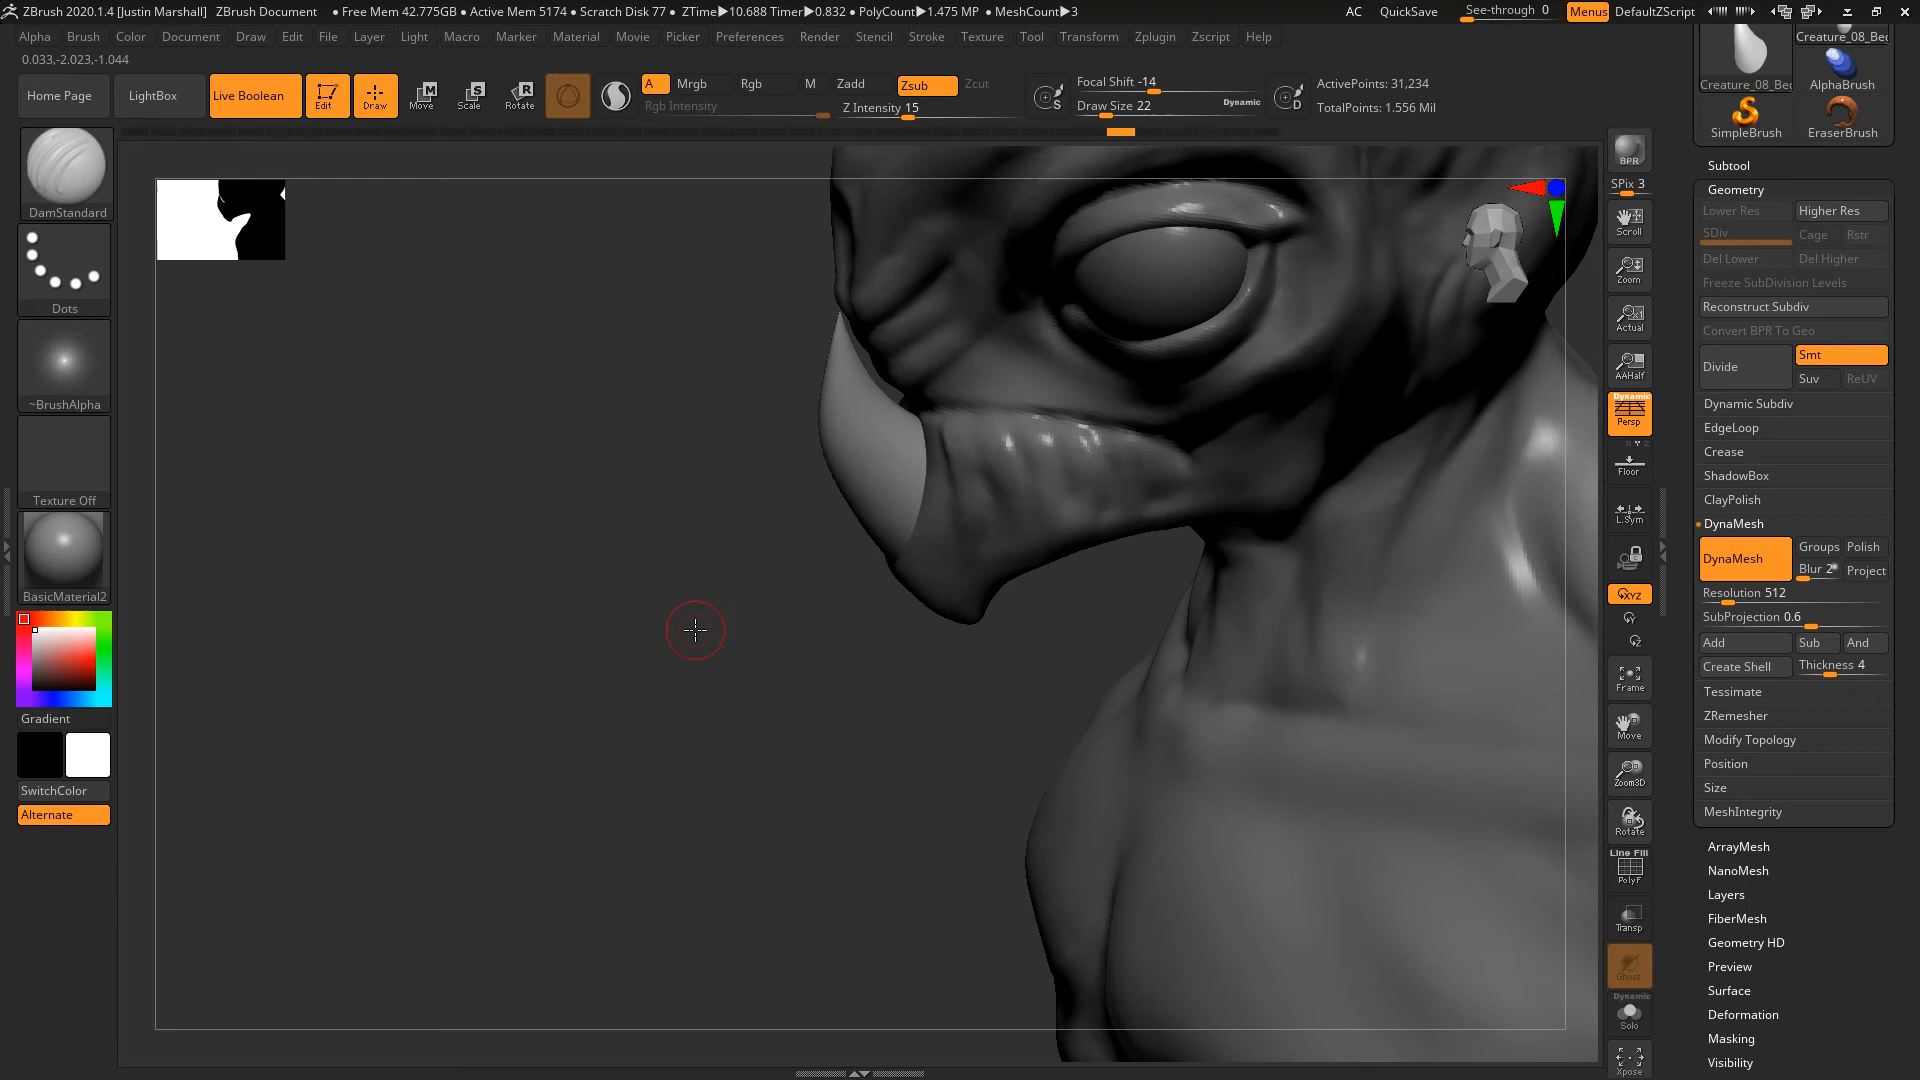 ZBrush 2020.1.4 [Justin Marshall] ZBrush Document ● Free Mem 42.775GB ● Active Mem 5174 ● Scratch Disk 77 ● ZTime▶10.688 Timer▶0.832 ● PolyCount▶1.475 MP ● MeshCount▶3 AC QuickSave See-through 0 Menus DefaultZScript
Alpha Brush Color Document Draw Edit File Layer Light Macro Marker Material Movie Picker Preferences Render Stencil Stroke Texture Tool Transform Zplugin Zscript Help
0.033,-2.023,-1.044
Home Page LightBox Live Boolean Edit Draw Move Scale Rotate
A Mrgb Rgb M Zadd Zsub Zcut
Rgb Intensity Z Intensity 15
S Focal Shift -14
Draw Size 22 Dynamic
D ActivePoints: 31,234
TotalPoints: 1.556 Mil
DamStandard
Dots
~BrushAlpha
Texture Off
BasicMaterial2
Gradient
SwitchColor
Alternate
BPR
SPix 3
Scroll
Zoom
Actual
AAHalf
Dynamic
Persp
Floor
L.Sym
XYZ
Frame
Move
Zoom3D
Rotate
Line Fill
PolyF
Transp
Ghost
Dynamic
Solo
Xpose
Creature_08_Bec
Creature_08_Bec AlphaBrush
SimpleBrush EraserBrush
Subtool
Geometry
Lower Res Higher Res
SDiv Cage Rstr
Del Lower Del Higher
Freeze SubDivision Levels
Reconstruct Subdiv
Convert BPR To Geo
Divide Smt
Suv ReUV
Dynamic Subdiv
EdgeLoop
Crease
ShadowBox
ClayPolish
DynaMesh
DynaMesh Groups Polish
Blur 2 Project
Resolution 512
SubProjection 0.6
Add Sub And
Create Shell Thickness 4
Tessimate
ZRemesher
Modify Topology
Position
Size
MeshIntegrity
ArrayMesh
NanoMesh
Layers
FiberMesh
Geometry HD
Preview
Surface
Deformation
Masking
Visibility